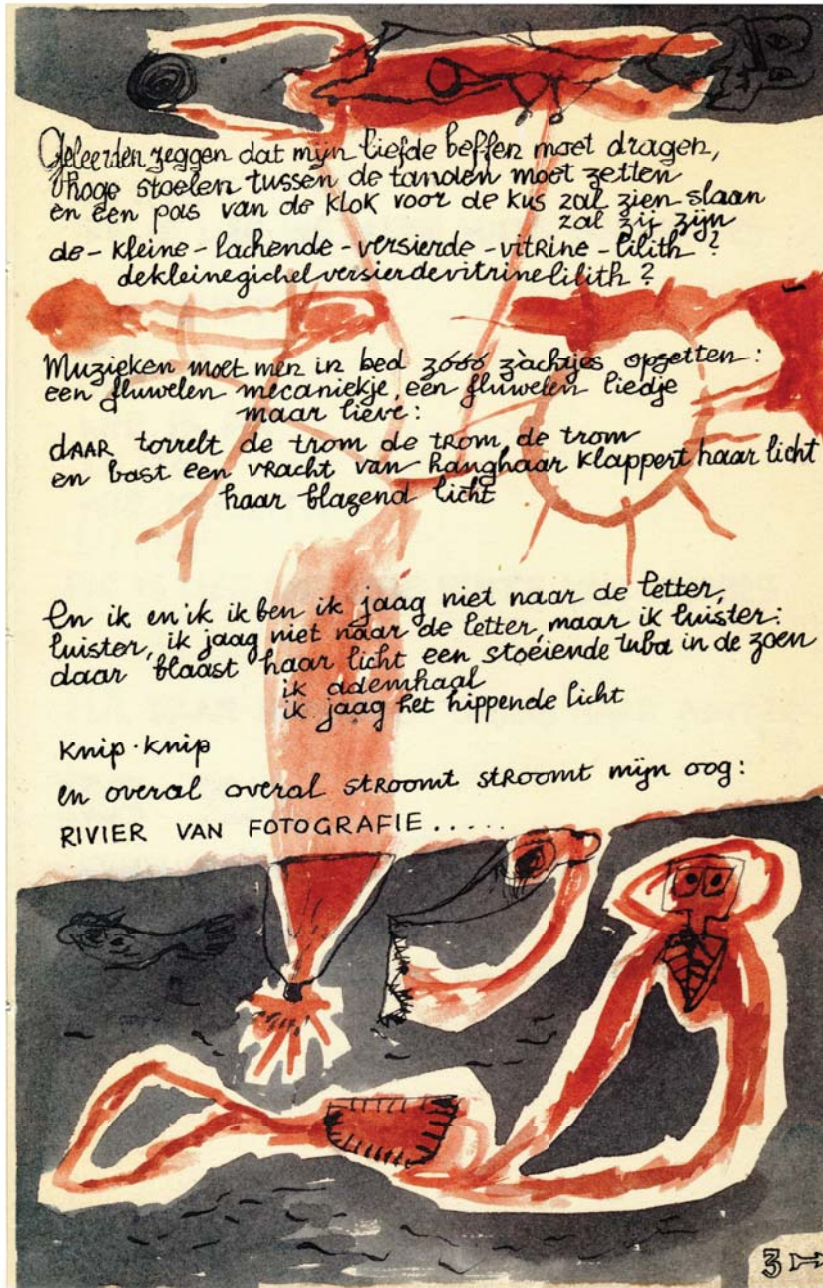 Geleerden zeggen dat mijn liefde beffen moet dragen,
hoge stoelen tussen de tanden moet zetten
en een pas van de klok voor de kus zal zien slaan
zal zij zijn
de-kleine-lachende-versierde-vitrine-lilith?
dekleinegichelversierdevitrinelilith?
Muzieken moet men in bed zóóó zàchtjes opzetten:
een fluwelen mecaniekje, een fluwelen liedje
maar lieve:
dAAR torrelt de trom de tRom, de trom
en bast een vRacht van hanghaar klappert haar licht
haar blazend licht
En ik en ik ik ben ik jaag niet naar de letter,
luister, ik jaag niet naar de letter, maar ik luister:
daar blaast haar licht een stoeiende tuba in de zoen
ik ademhaal
ik jaag het hippende licht
Knip·knip
en overal overal stRoomt stRoomt mijn oog:
RIVIER VAN FOTOGRAFIE.....
3